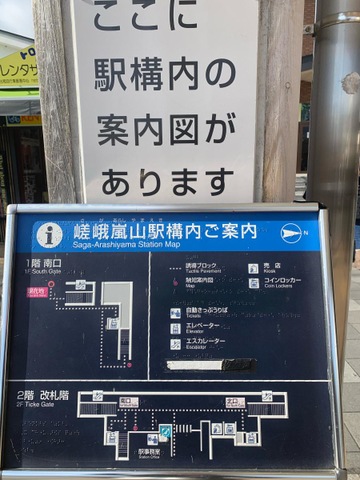 ここに
駅構内の
案内図が
あります
レンタサ
嵯峨嵐山駅構内ご案内
Saga-Arashiyama Station Map
1階 南口
1F South Gate
現在地
誘導ブロック
Tactile Pavement
触知案内図
Map
自動きっぷうりば
Tickets
エレベーター
Elevator
エスカレーター
Escalator
売店
Kiosk
コインロッカー
Coin Lockers
2階 改札階
2F Ticket Gate
南口
北口
駅事務室
Station Office